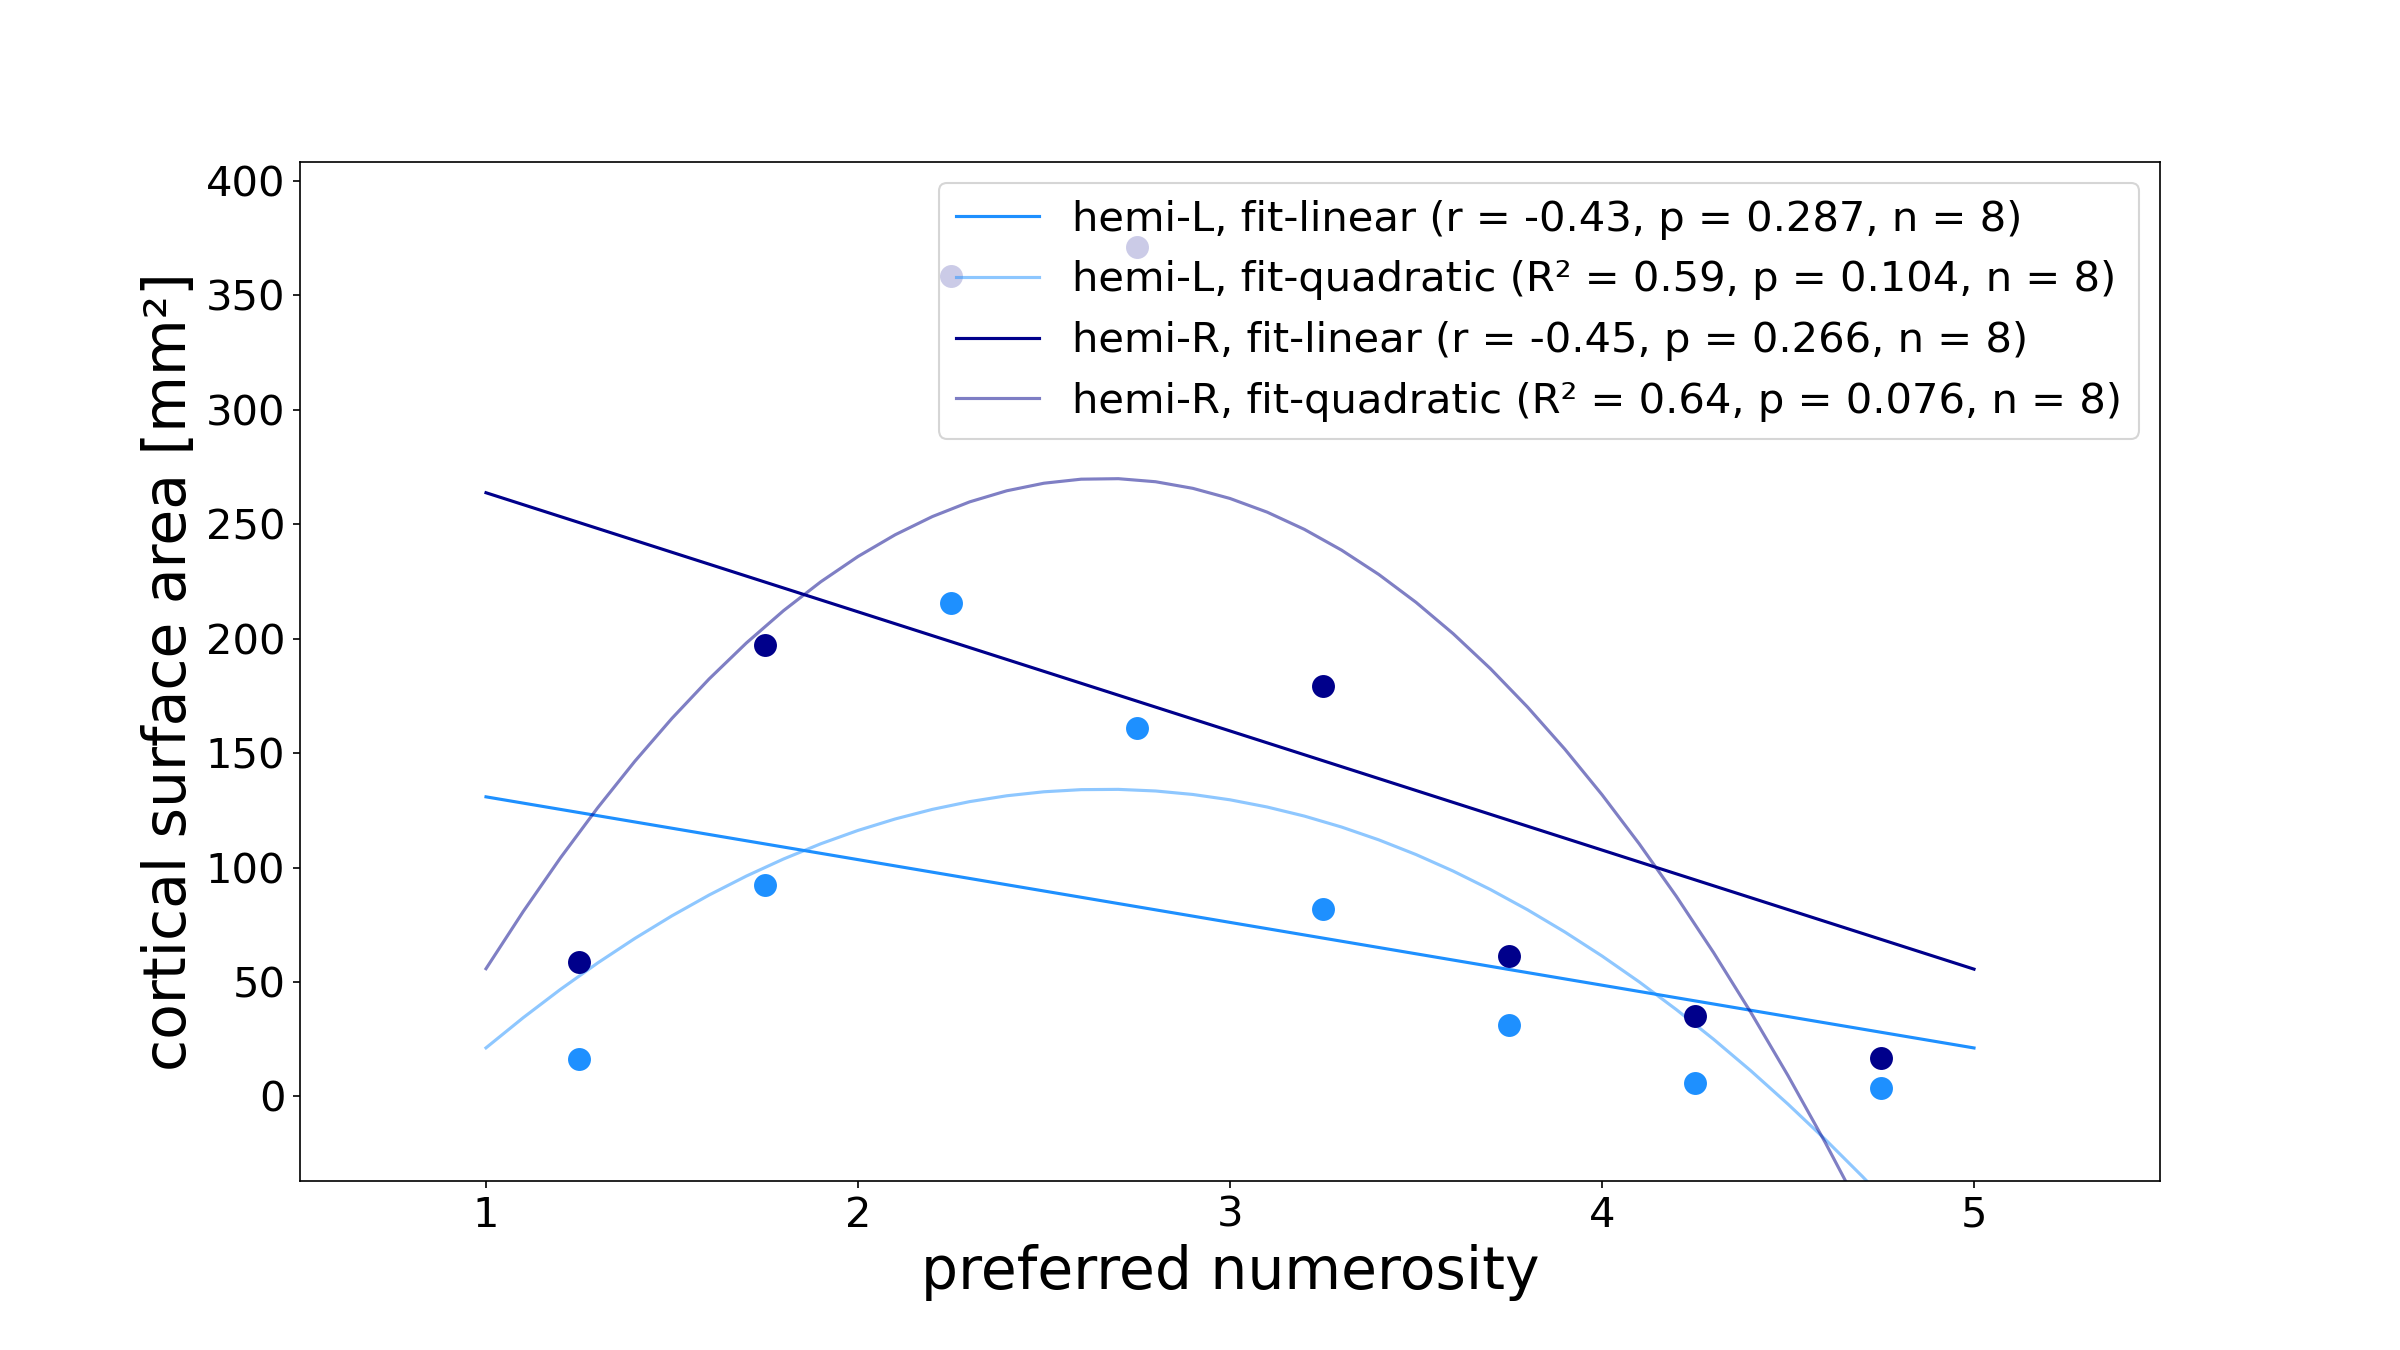 400
350
300
250
200
150
100
50
0
cortical surface area [mm²]
hemi-L, fit-linear (r = -0.43, p = 0.287, n = 8)
hemi-L, fit-quadratic (R² = 0.59, p = 0.104, n = 8)
hemi-R, fit-linear (r = -0.45, p = 0.266, n = 8)
hemi-R, fit-quadratic (R² = 0.64, p = 0.076, n = 8)
1 2 3 4 5
preferred numerosity